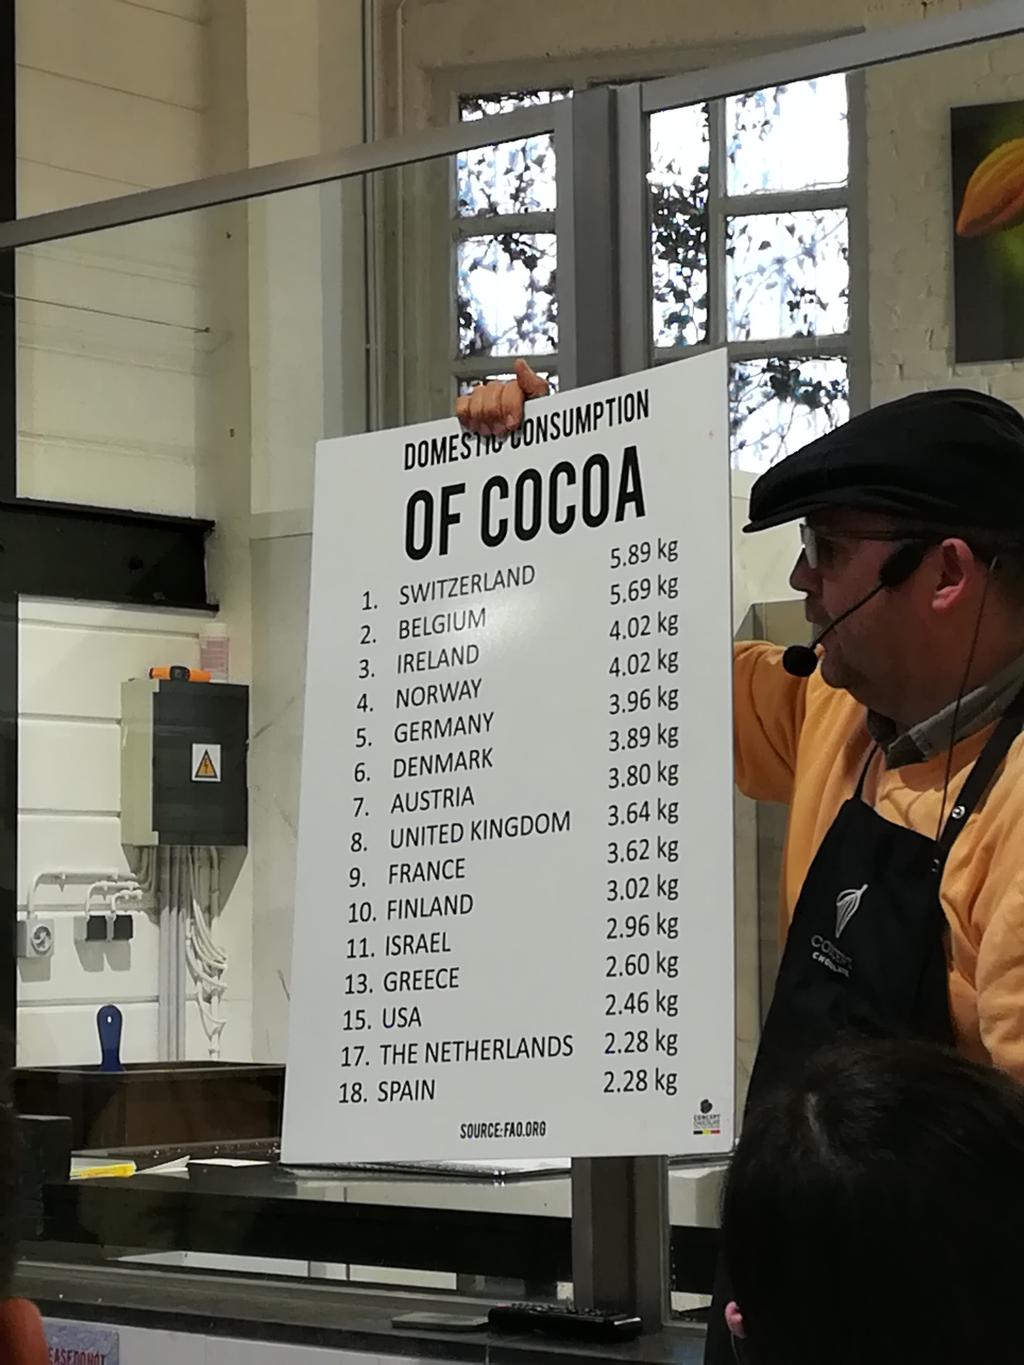 DOMESTIC CONSUMPTION
OF COCOA
1. SWITZERLAND 5.89 kg
2. BELGIUM 5.69 kg
3. IRELAND 4.02 kg
4. NORWAY 4.02 kg
5. GERMANY 3.96 kg
6. DENMARK 3.89 kg
7. AUSTRIA 3.80 kg
8. UNITED KINGDOM 3.64 kg
9. FRANCE 3.62 kg
10. FINLAND 3.02 kg
11. ISRAEL 2.96 kg
13. GREECE 2.60 kg
15. USA 2.46 kg
17. THE NETHERLANDS 2.28 kg
18. SPAIN 2.28 kg
SOURCE:FAO.ORG
CONCEPT
CHOCOLATE
CONCEPT
CHOCOLATE